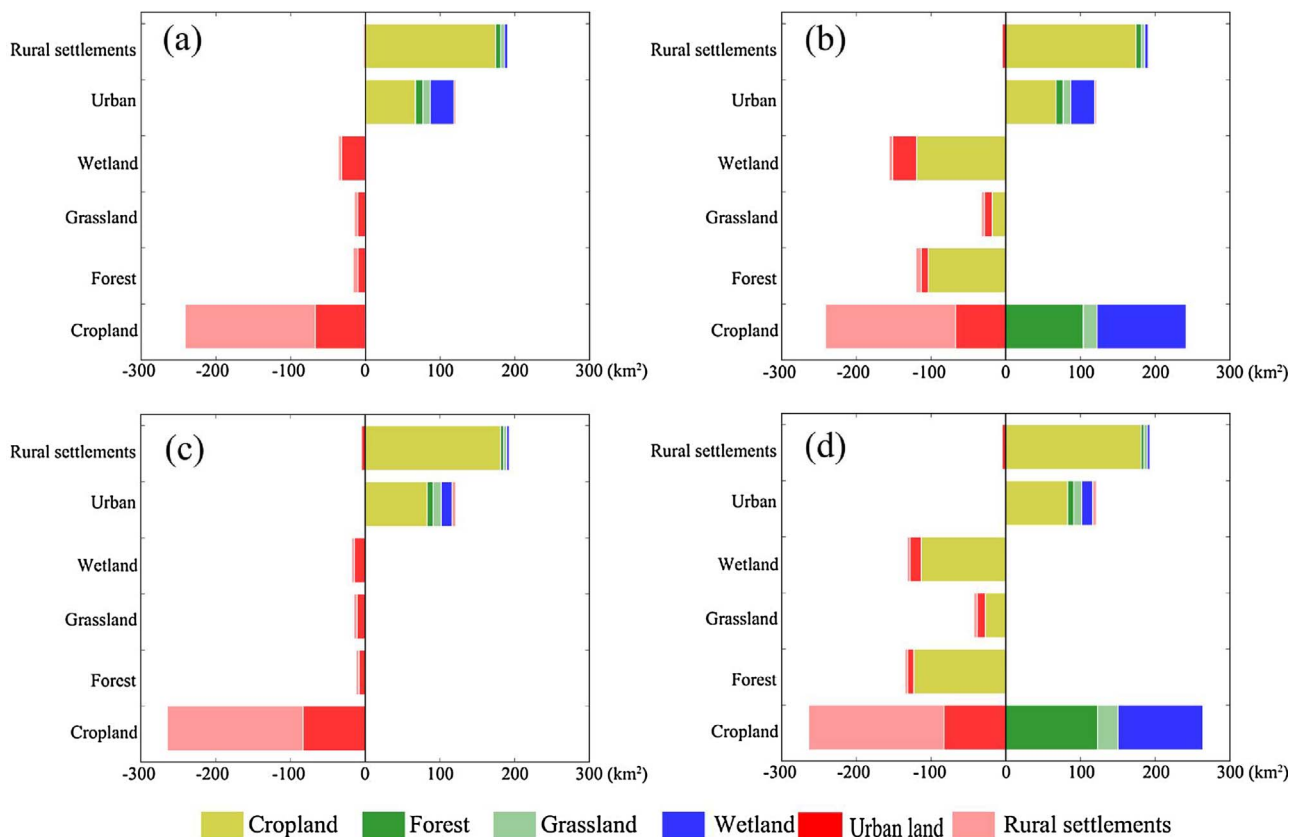 (a)
Rural settlements
Urban
Wetland
Grassland
Forest
Cropland
-300 -200 -100 0 100 200 300 (km²)
(b)
Rural settlements
Urban
Wetland
Grassland
Forest
Cropland
-300 -200 -100 0 100 200 300 (km²)
(c)
Rural settlements
Urban
Wetland
Grassland
Forest
Cropland
-300 -200 -100 0 100 200 300 (km²)
(d)
Rural settlements
Urban
Wetland
Grassland
Forest
Cropland
-300 -200 -100 0 100 200 300 (km²)
Cropland Forest Grassland Wetland Urban land Rural settlements